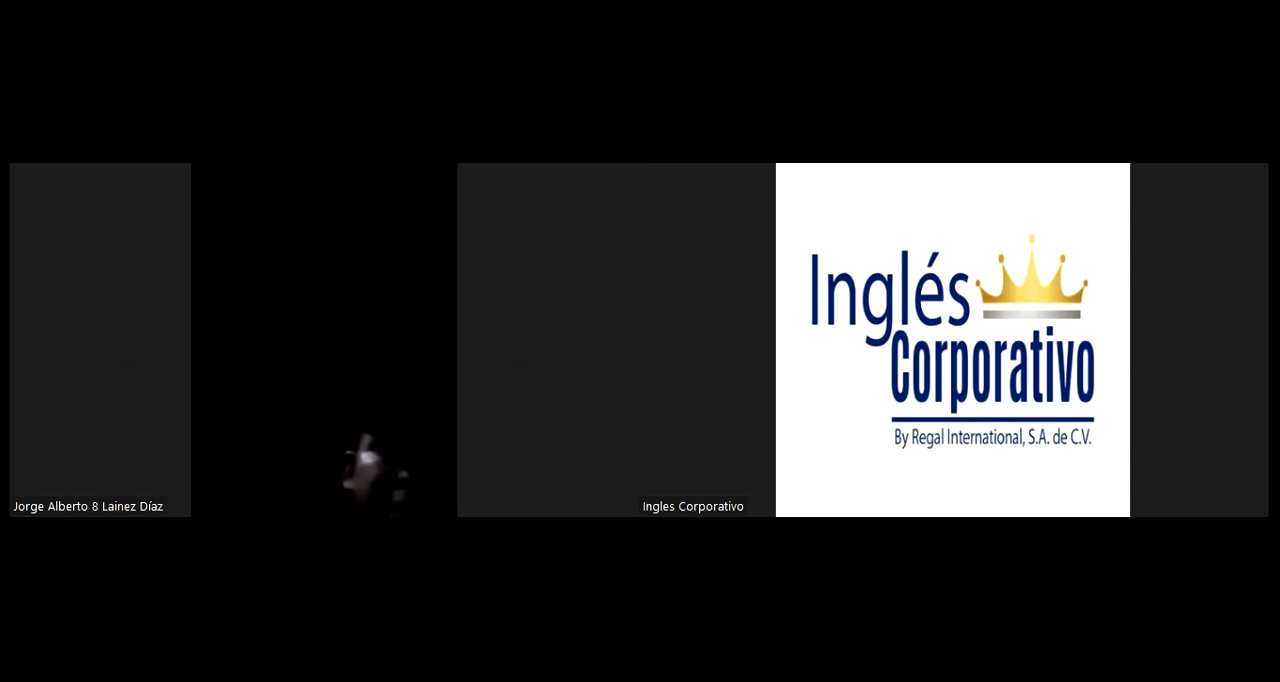 Inglés
Corporativo
By Regal International, S.A. de C.V.
Jorge Alberto 8 Lainez Díaz
Ingles Corporativo